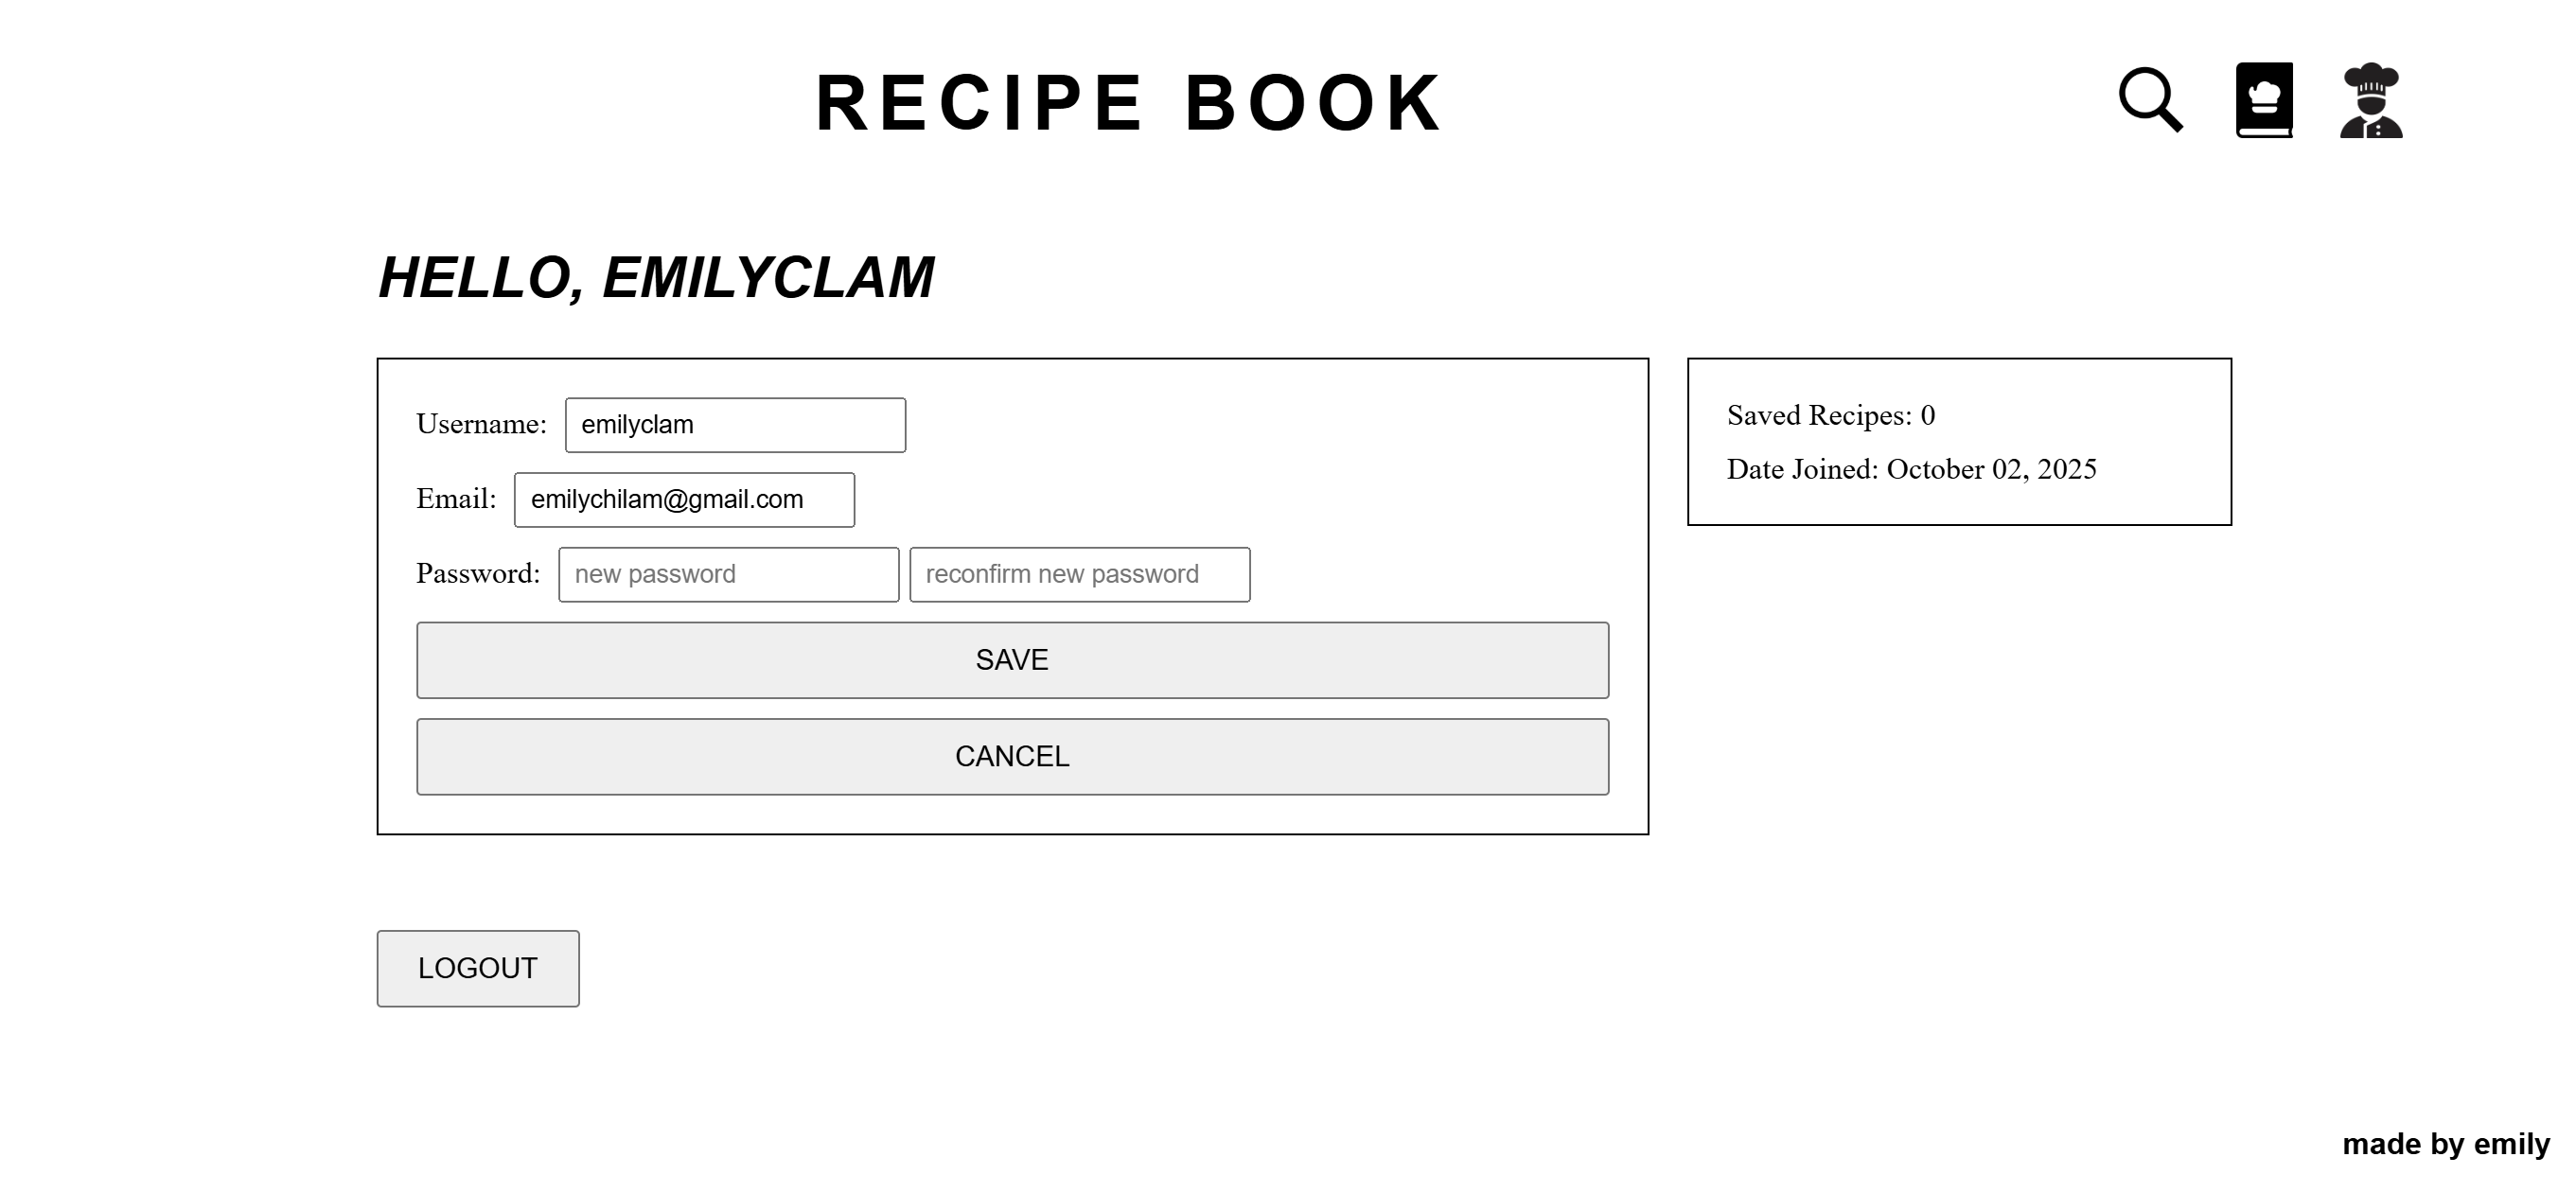 RECIPE BOOK
HELLO, EMILYCLAM
Username: emilyclam
Email: emilychilam@gmail.com
Password: new password reconfirm new password
SAVE
CANCEL
Saved Recipes: 0
Date Joined: October 02, 2025
LOGOUT
made by emily